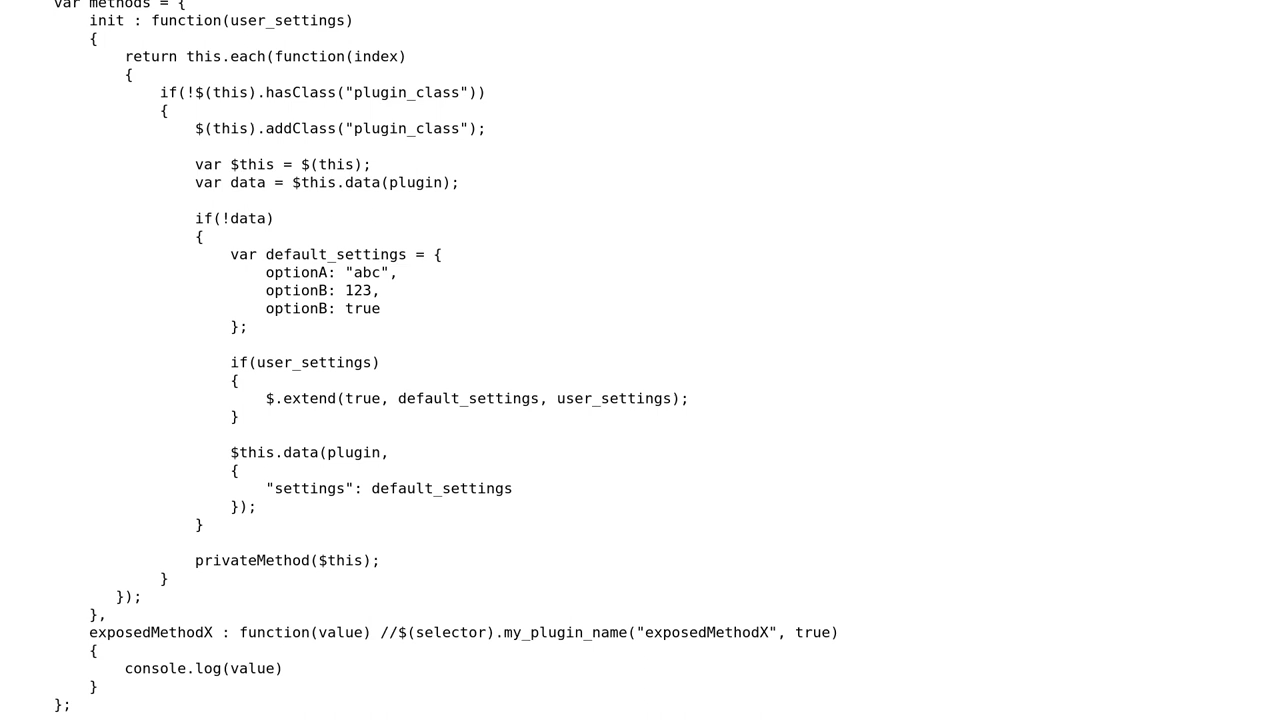 var methods = {
init : function(user_settings)
{
return this.each(function(index)
{
if(!$(this).hasClass("plugin_class"))
{
$(this).addClass("plugin_class");
var $this = $(this);
var data = $this.data(plugin);
if(!data)
{
var default_settings = {
optionA: "abc",
optionB: 123,
optionB: true
};
if(user_settings)
{
$.extend(true, default_settings, user_settings);
}
$this.data(plugin,
{
"settings": default_settings
});
}
privateMethod($this);
}
});
},
exposedMethodX : function(value) //$(selector).my_plugin_name("exposedMethodX", true)
{
console.log(value)
}
};